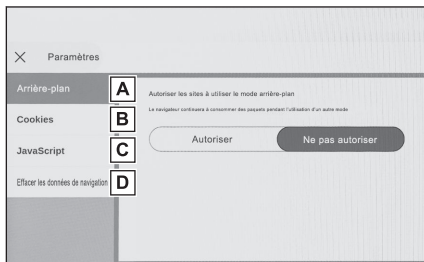 Paramètres
Arrière-plan A
Autoriser les sites à utiliser le mode arrière-plan
Le navigateur continuera à consommer des paquets pendant l'utilisation d'un autre mode
Cookies B
Autoriser Ne pas autoriser
JavaScript C
Effacer les données de navigation D